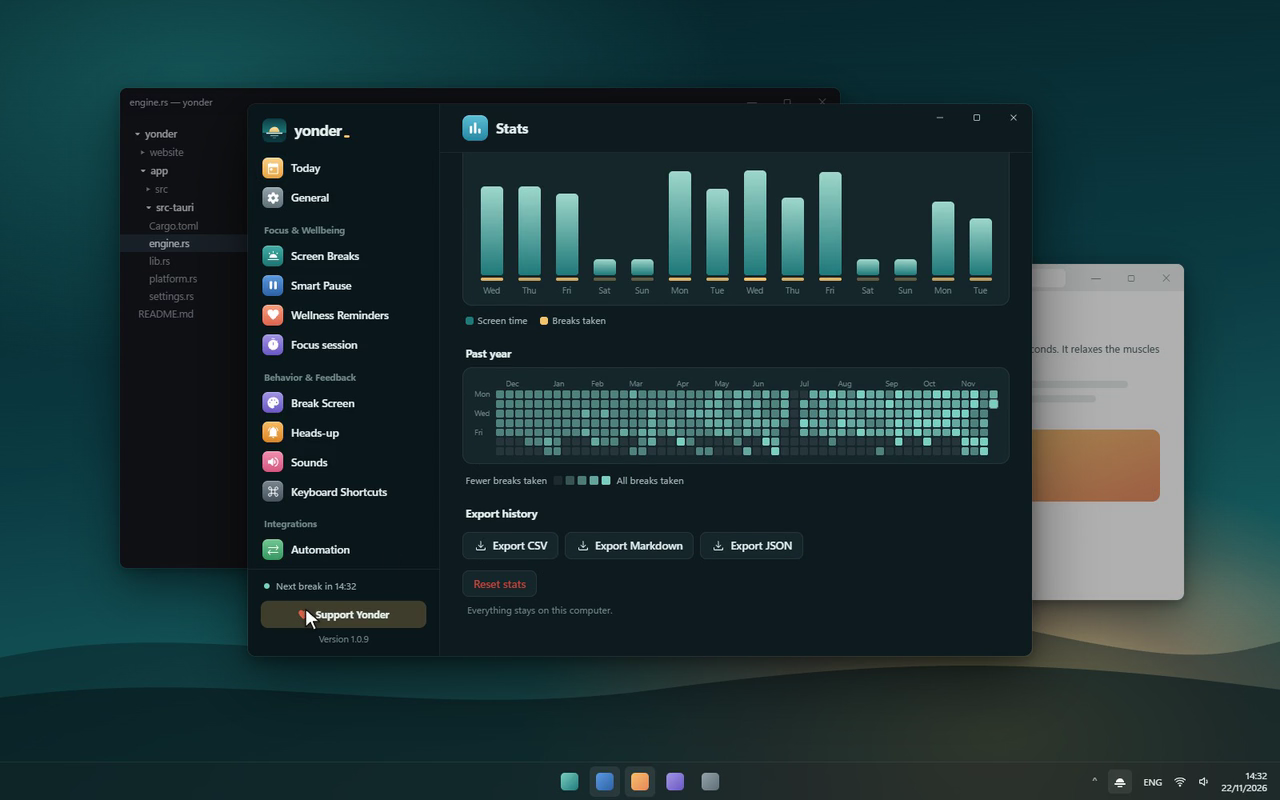 engine.rs — yonder
yonder
website
app
src
src-tauri
Cargo.toml
engine.rs
lib.rs
platform.rs
settings.rs
README.md
yonder_
Today
General
Focus & Wellbeing
Screen Breaks
Smart Pause
Wellness Reminders
Focus session
Behavior & Feedback
Break Screen
Heads-up
Sounds
Keyboard Shortcuts
Integrations
Automation
Next break in 14:32
Support Yonder
Version 1.0.9
Stats
Wed Thu Fri Sat Sun Mon Tue Wed Thu Fri Sat Sun Mon Tue
Screen time Breaks taken
Past year
Dec Jan Feb Mar Apr May Jun Jul Aug Sep Oct Nov
Mon
Wed
Fri
Fewer breaks taken All breaks taken
Export history
Export CSV Export Markdown Export JSON
Reset stats
Everything stays on this computer.
conds. It relaxes the muscles
ENG
14:32
22/11/2026